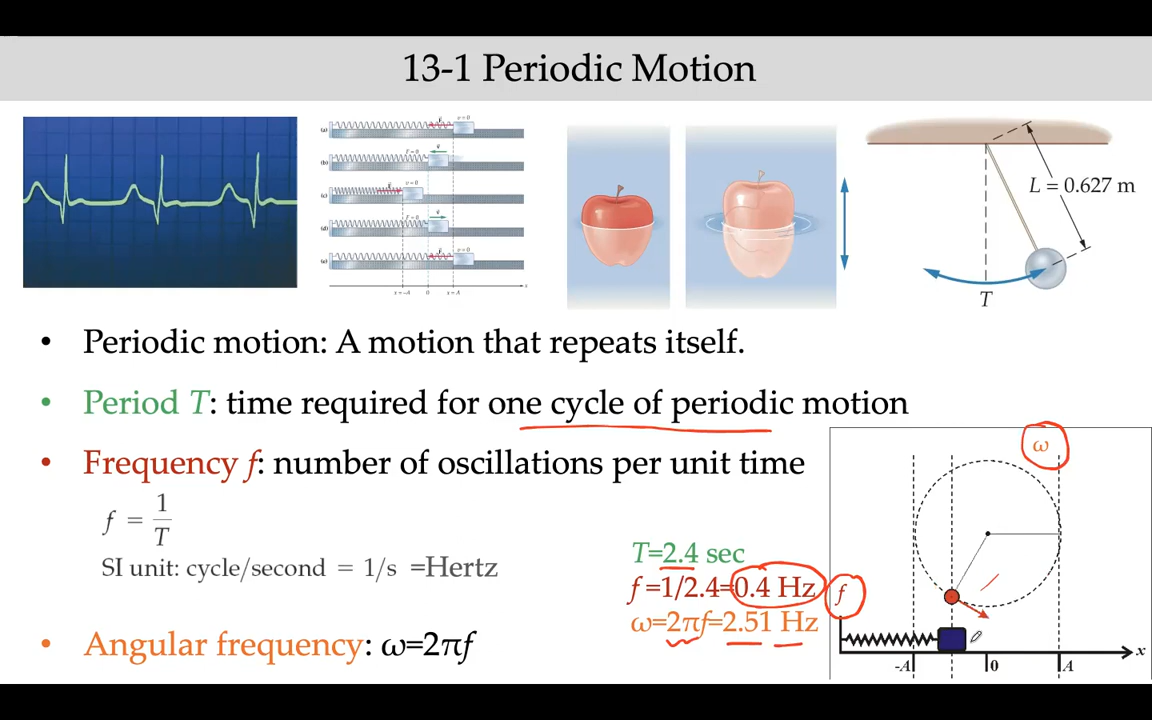 13-1 Periodic Motion
L = 0.627 m
T
• Periodic motion: A motion that repeats itself.
• Period T: time required for one cycle of periodic motion
• Frequency f: number of oscillations per unit time
f = 1/T
SI unit: cycle/second = 1/s =Hertz
T=2.4 sec
f =1/2.4=0.4 Hz
ω=2πf=2.51 Hz
• Angular frequency: ω=2πf
ω
f
-A 0 A x